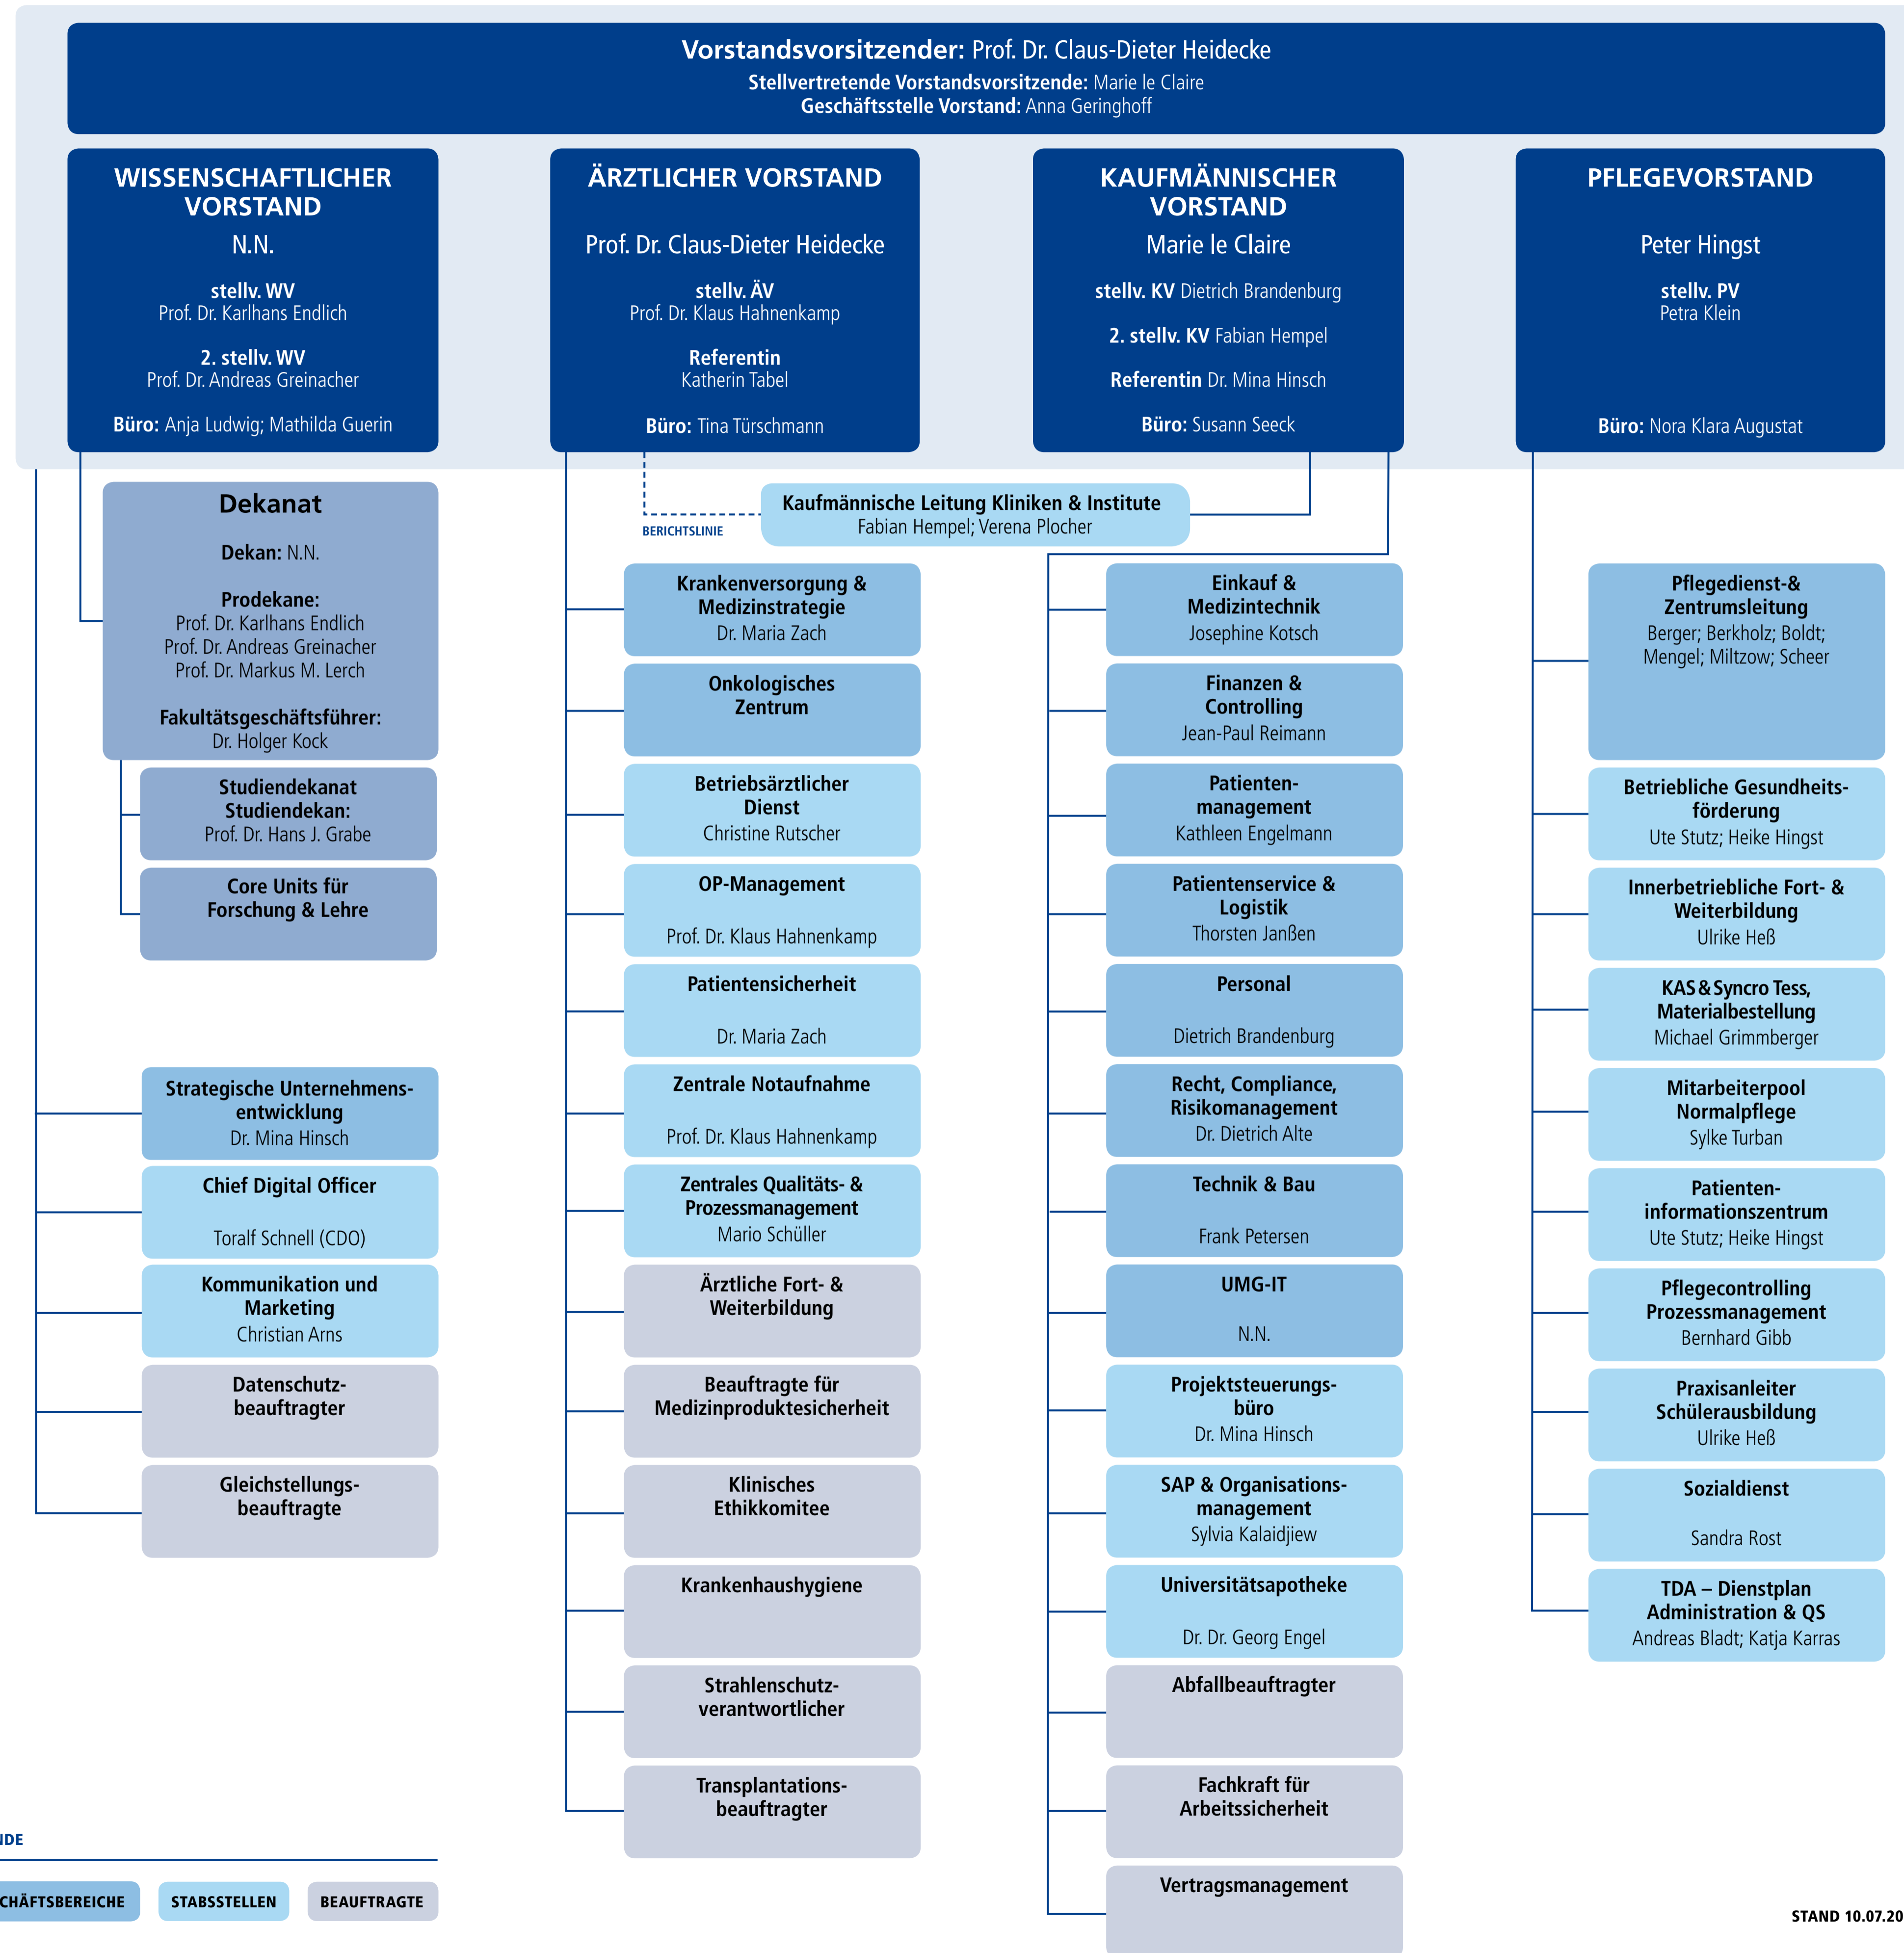 Vorstandsvorsitzender: Prof. Dr. Claus-Dieter Heidecke
Stellvertretende Vorstandsvorsitzende: Marie le Claire
Geschäftsstelle Vorstand: Anna Geringhoff
WISSENSCHAFTLICHER
VORSTAND
N.N.
stellv. WV
Prof. Dr. Karlhans Endlich
2. stellv. WV
Prof. Dr. Andreas Greinacher
Büro: Anja Ludwig; Mathilda Guerin
ÄRZTLICHER VORSTAND
Prof. Dr. Claus-Dieter Heidecke
stellv. ÄV
Prof. Dr. Klaus Hahnenkamp
Referentin
Katherin Tabel
Büro: Tina Türschmann
KAUFMÄNNISCHER
VORSTAND
Marie le Claire
stellv. KV Dietrich Brandenburg
2. stellv. KV Fabian Hempel
Referentin Dr. Mina Hinsch
Büro: Susann Seeck
PFLEGEVORSTAND
Peter Hingst
stellv. PV
Petra Klein
Büro: Nora Klara Augustat
Kaufmännische Leitung Kliniken & Institute
Fabian Hempel; Verena Plocher
BERICHTSLINIE
Dekanat
Dekan: N.N.
Prodekane:
Prof. Dr. Karlhans Endlich
Prof. Dr. Andreas Greinacher
Prof. Dr. Markus M. Lerch
Fakultätsgeschäftsführer:
Dr. Holger Kock
Studiendekanat
Studiendekan:
Prof. Dr. Hans J. Grabe
Core Units für
Forschung & Lehre
Strategische Unternehmens-
entwicklung
Dr. Mina Hinsch
Chief Digital Officer
Toralf Schnell (CDO)
Kommunikation und
Marketing
Christian Arns
Datenschutz-
beauftragter
Gleichstellungs-
beauftragte
Krankenversorgung &
Medizinstrategie
Dr. Maria Zach
Onkologisches
Zentrum
Betriebsärztlicher
Dienst
Christine Rutscher
OP-Management
Prof. Dr. Klaus Hahnenkamp
Patientensicherheit
Dr. Maria Zach
Zentrale Notaufnahme
Prof. Dr. Klaus Hahnenkamp
Zentrales Qualitäts- &
Prozessmanagement
Mario Schüller
Ärztliche Fort- &
Weiterbildung
Beauftragte für
Medizinproduktesicherheit
Klinisches
Ethikkomitee
Krankenhaushygiene
Strahlenschutz-
verantwortlicher
Transplantations-
beauftragter
Einkauf &
Medizintechnik
Josephine Kotsch
Finanzen &
Controlling
Jean-Paul Reimann
Patienten-
management
Kathleen Engelmann
Patientenservice &
Logistik
Thorsten Janßen
Personal
Dietrich Brandenburg
Recht, Compliance,
Risikomanagement
Dr. Dietrich Alte
Technik & Bau
Frank Petersen
UMG-IT
N.N.
Projektsteuerungs-
büro
Dr. Mina Hinsch
SAP & Organisations-
management
Sylvia Kalaidjiew
Universitätsapotheke
Dr. Dr. Georg Engel
Abfallbeauftragter
Fachkraft für
Arbeitssicherheit
Vertragsmanagement
Pflegedienst-&
Zentrumsleitung
Berger; Berkholz; Boldt;
Mengel; Miltzow; Scheer
Betriebliche Gesundheits-
förderung
Ute Stutz; Heike Hingst
Innerbetriebliche Fort- &
Weiterbildung
Ulrike Heß
KAS & Syncro Tess,
Materialbestellung
Michael Grimmberger
Mitarbeiterpool
Normalpflege
Sylke Turban
Patienten-
informationszentrum
Ute Stutz; Heike Hingst
Pflegecontrolling
Prozessmanagement
Bernhard Gibb
Praxisanleiter
Schülerausbildung
Ulrike Heß
Sozialdienst
Sandra Rost
TDA – Dienstplan
Administration & QS
Andreas Bladt; Katja Karras
NDE
CHÄFTSBEREICHE
STABSSTELLEN
BEAUFTRAGTE
STAND 10.07.20